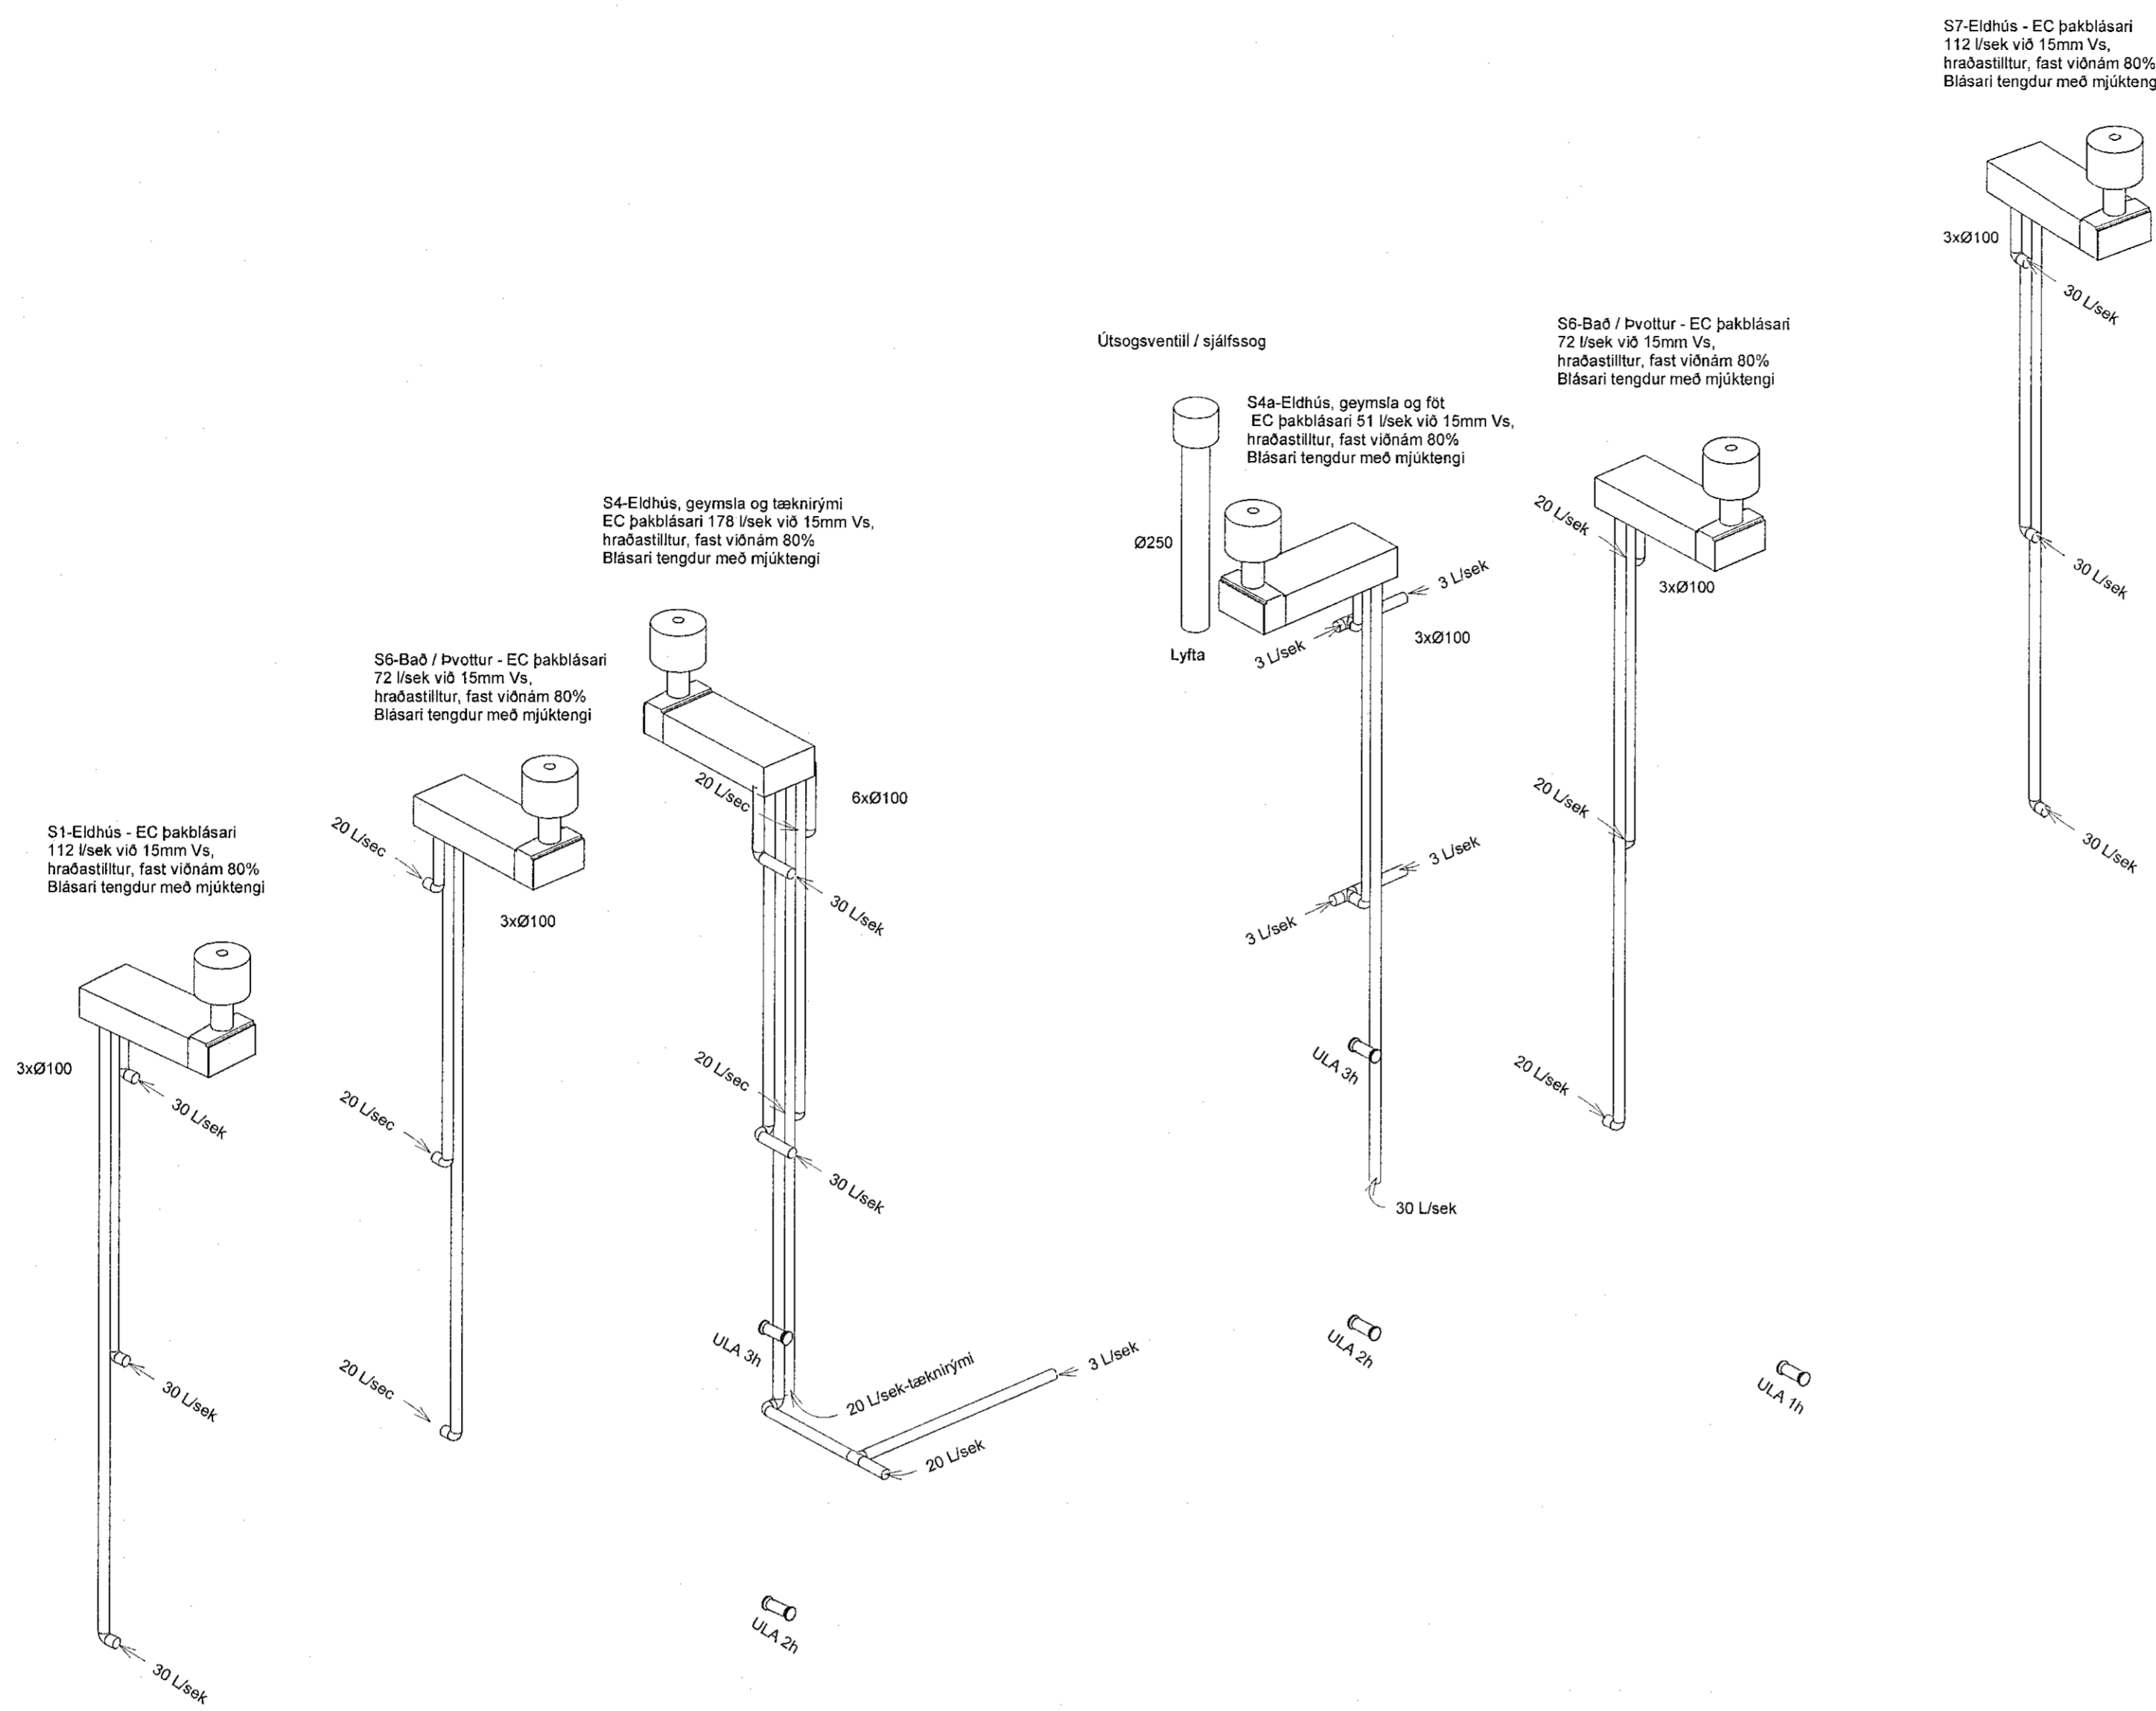 S7-Eldhús - EC þakblásari
112 l/sek við 15mm Vs,
hraðastilltur, fast viðnám 80%
Blásari tengdur með mjúkteng
3xØ100
30 L/sek
30 L/sek
30 L/sek
S6-Bað / Þvottur - EC þakblásari
72 l/sek við 15mm Vs,
hraðastilltur, fast viðnám 80%
Blásari tengdur með mjúktengi
20 L/sek
3xØ100
20 L/sek
20 L/sek
Útsogsventill / sjálfssog
Ø250
Lyfta
S4a-Eldhús, geymsla og föt
EC þakblásari 51 l/sek við 15mm Vs,
hraðastilltur, fast viðnám 80%
Blásari tengdur með mjúktengi
3 L/sek
3xØ100
3 L/sek
3 L/sek
3 L/sek
ULA 3h
30 L/sek
ULA 2h
ULA 1h
S4-Eldhús, geymsla og tæknirými
EC þakblásari 178 l/sek við 15mm Vs,
hraðastilltur, fast viðnám 80%
Blásari tengdur með mjúktengi
20 L/sec
6xØ100
30 L/sek
20 L/sec
30 L/sek
ULA 3h
20 L/sek-tæknirými
3 L/sek
20 L/sek
ULA 2h
S6-Bað / Þvottur - EC þakblásari
72 l/sek við 15mm Vs,
hraðastilltur, fast viðnám 80%
Blásari tengdur með mjúktengi
20 L/sec
3xØ100
20 L/sec
20 L/sec
S1-Eldhús - EC þakblásari
112 l/sek við 15mm Vs,
hraðastilltur, fast viðnám 80%
Blásari tengdur með mjúktengi
3xØ100
30 L/sek
30 L/sek
30 L/sek